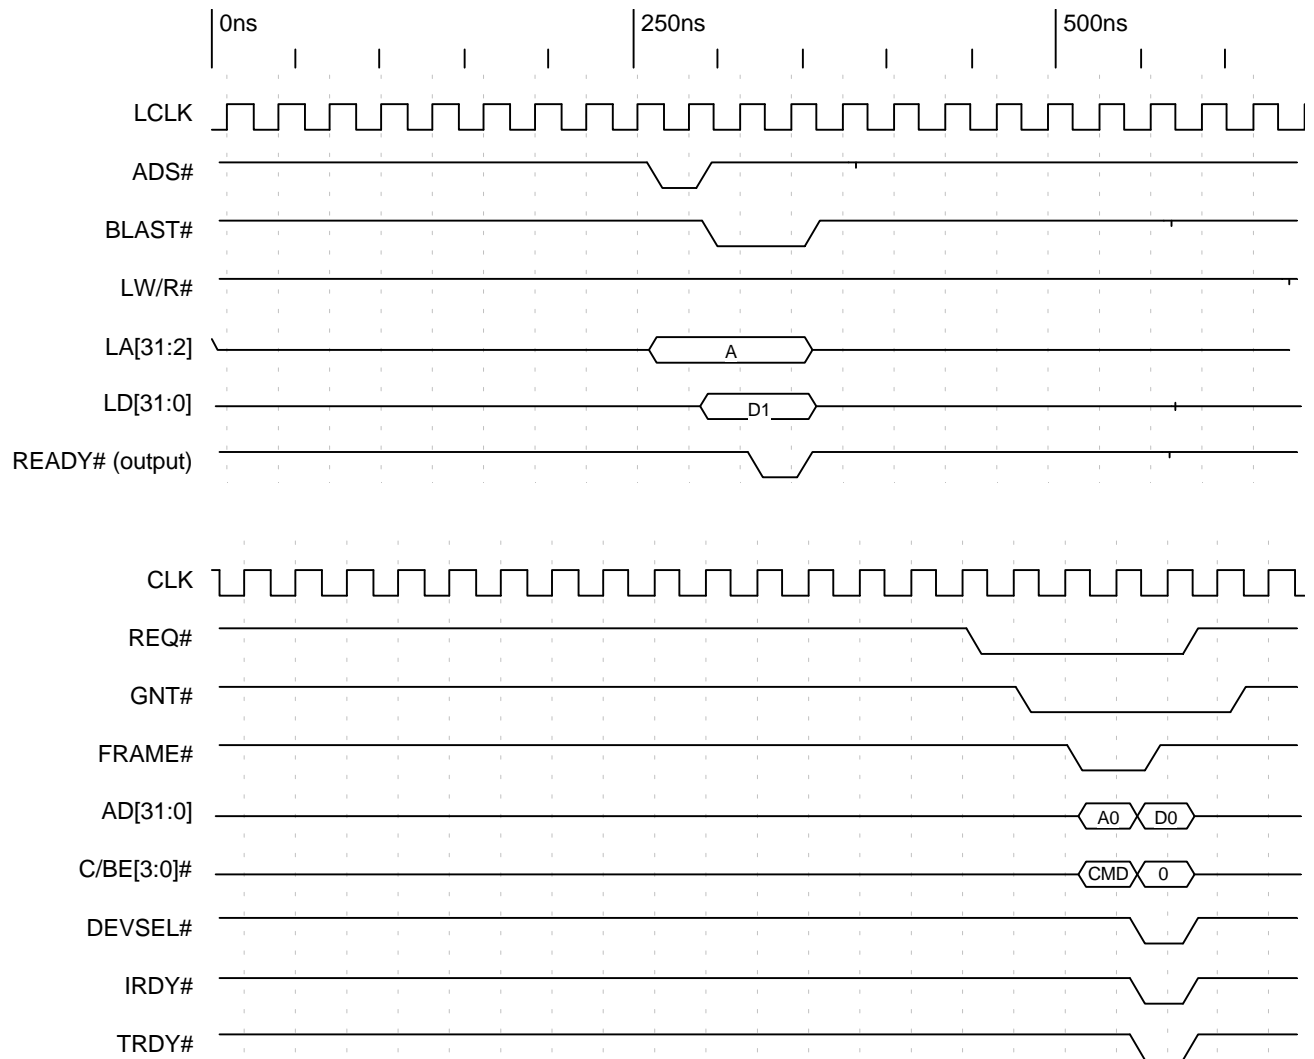 0ns 250ns 500ns
LCLK
ADS#
BLAST#
LW/R#
LA[31:2] A
LD[31:0] D1
READY# (output)
CLK
REQ#
GNT#
FRAME#
AD[31:0] A0 D0
C/BE[3:0]# CMD 0
DEVSEL#
IRDY#
TRDY#